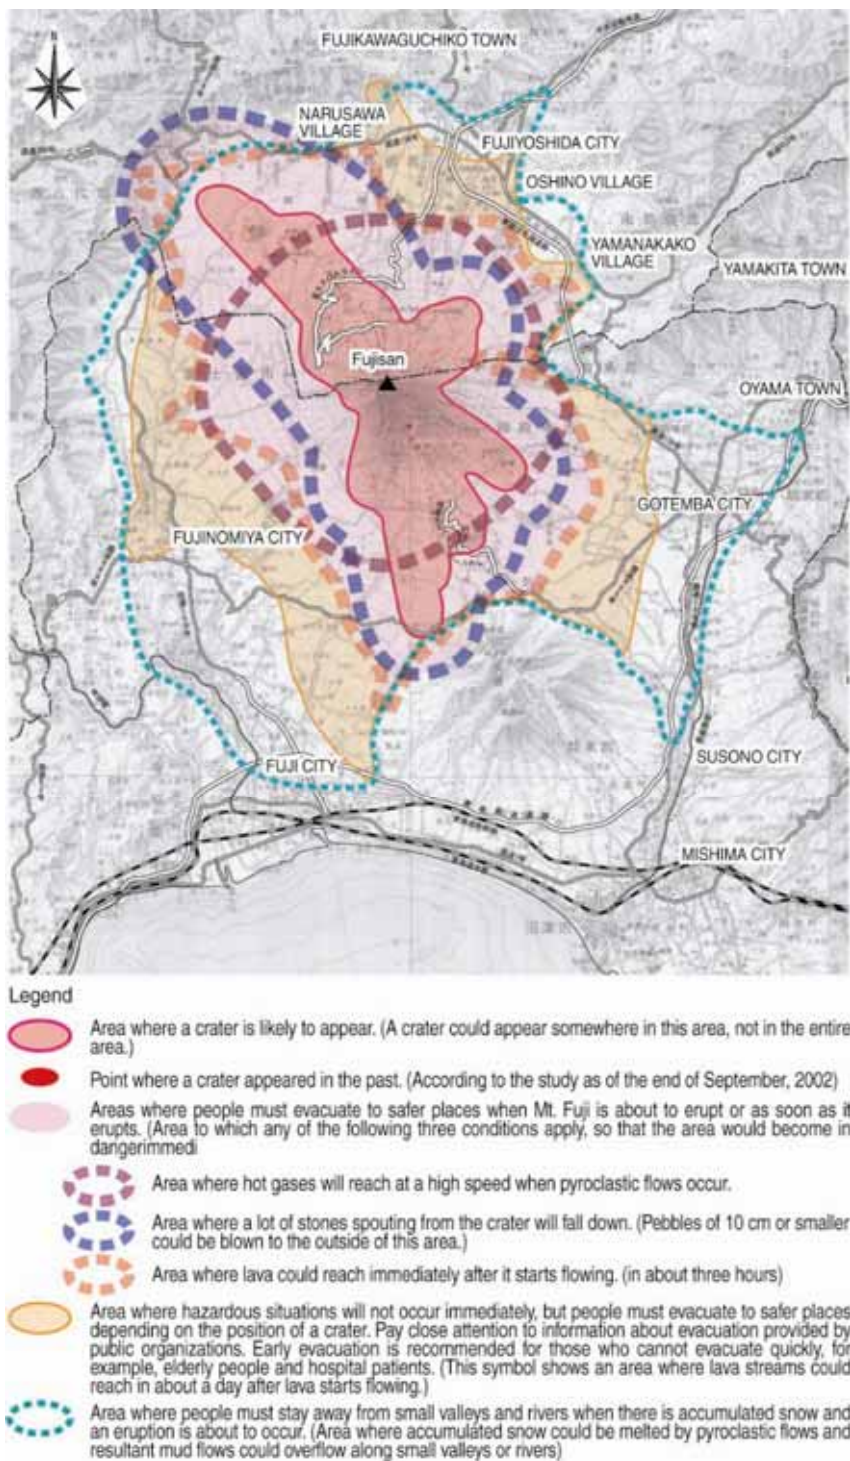 N
FUJIKAWAGUCHIKO TOWN
NARUSAWA
VILLAGE
FUJIYOSHIDA CITY
OSHINO VILLAGE
YAMANAKAKO
VILLAGE
YAMAKITA TOWN
Fujisan
OYAMA TOWN
GOTEMBA CITY
FUJINOMIYA CITY
FUJI CITY
SUSONO CITY
MISHIMA CITY
Legend
Area where a crater is likely to appear. (A crater could appear somewhere in this area, not in the entire
area.)
Point where a crater appeared in the past. (According to the study as of the end of September, 2002)
Areas where people must evacuate to safer places when Mt. Fuji is about to erupt or as soon as it
erupts. (Area to which any of the following three conditions apply, so that the area would become in
dangerimmedi
Area where hot gases will reach at a high speed when pyroclastic flows occur.
Area where a lot of stones spouting from the crater will fall down. (Pebbles of 10 cm or smaller
could be blown to the outside of this area.)
Area where lava could reach immediately after it starts flowing. (in about three hours)
Area where hazardous situations will not occur immediately, but people must evacuate to safer places
depending on the position of a crater. Pay close attention to information about evacuation provided by
public organizations. Early evacuation is recommended for those who cannot evacuate quickly, for
example, elderly people and hospital patients. (This symbol shows an area where lava streams could
reach in about a day after lava starts flowing.)
Area where people must stay away from small valleys and rivers when there is accumulated snow and
an eruption is about to occur. (Area where accumulated snow could be melted by pyroclastic flows and
resultant mud flows could overflow along small valleys or rivers)